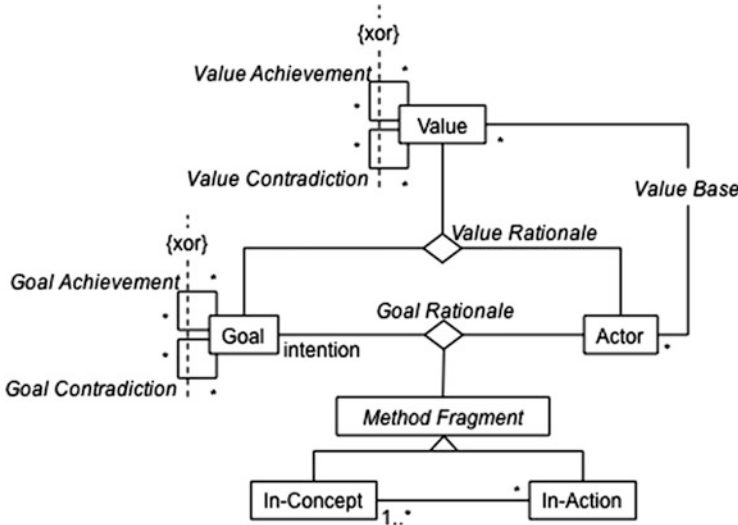 {xor}
Value Achievement
*
*
Value
*
*
Value Contradiction
*
Value Base
{xor}
Value Rationale
Goal Achievement
*
*
Goal Rationale
Goal
intention
Actor
*
*
Goal Contradiction
*
Method Fragment
In-Concept
*
In-Action
1..*